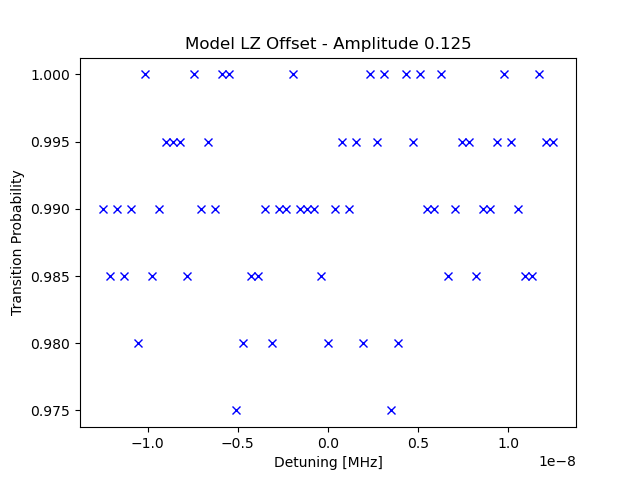 Model LZ Offset - Amplitude 0.125
1.000
0.995
0.990
0.985
0.980
0.975
Transition Probability
−1.0 −0.5 0.0 0.5 1.0
1e−8
Detuning [MHz]